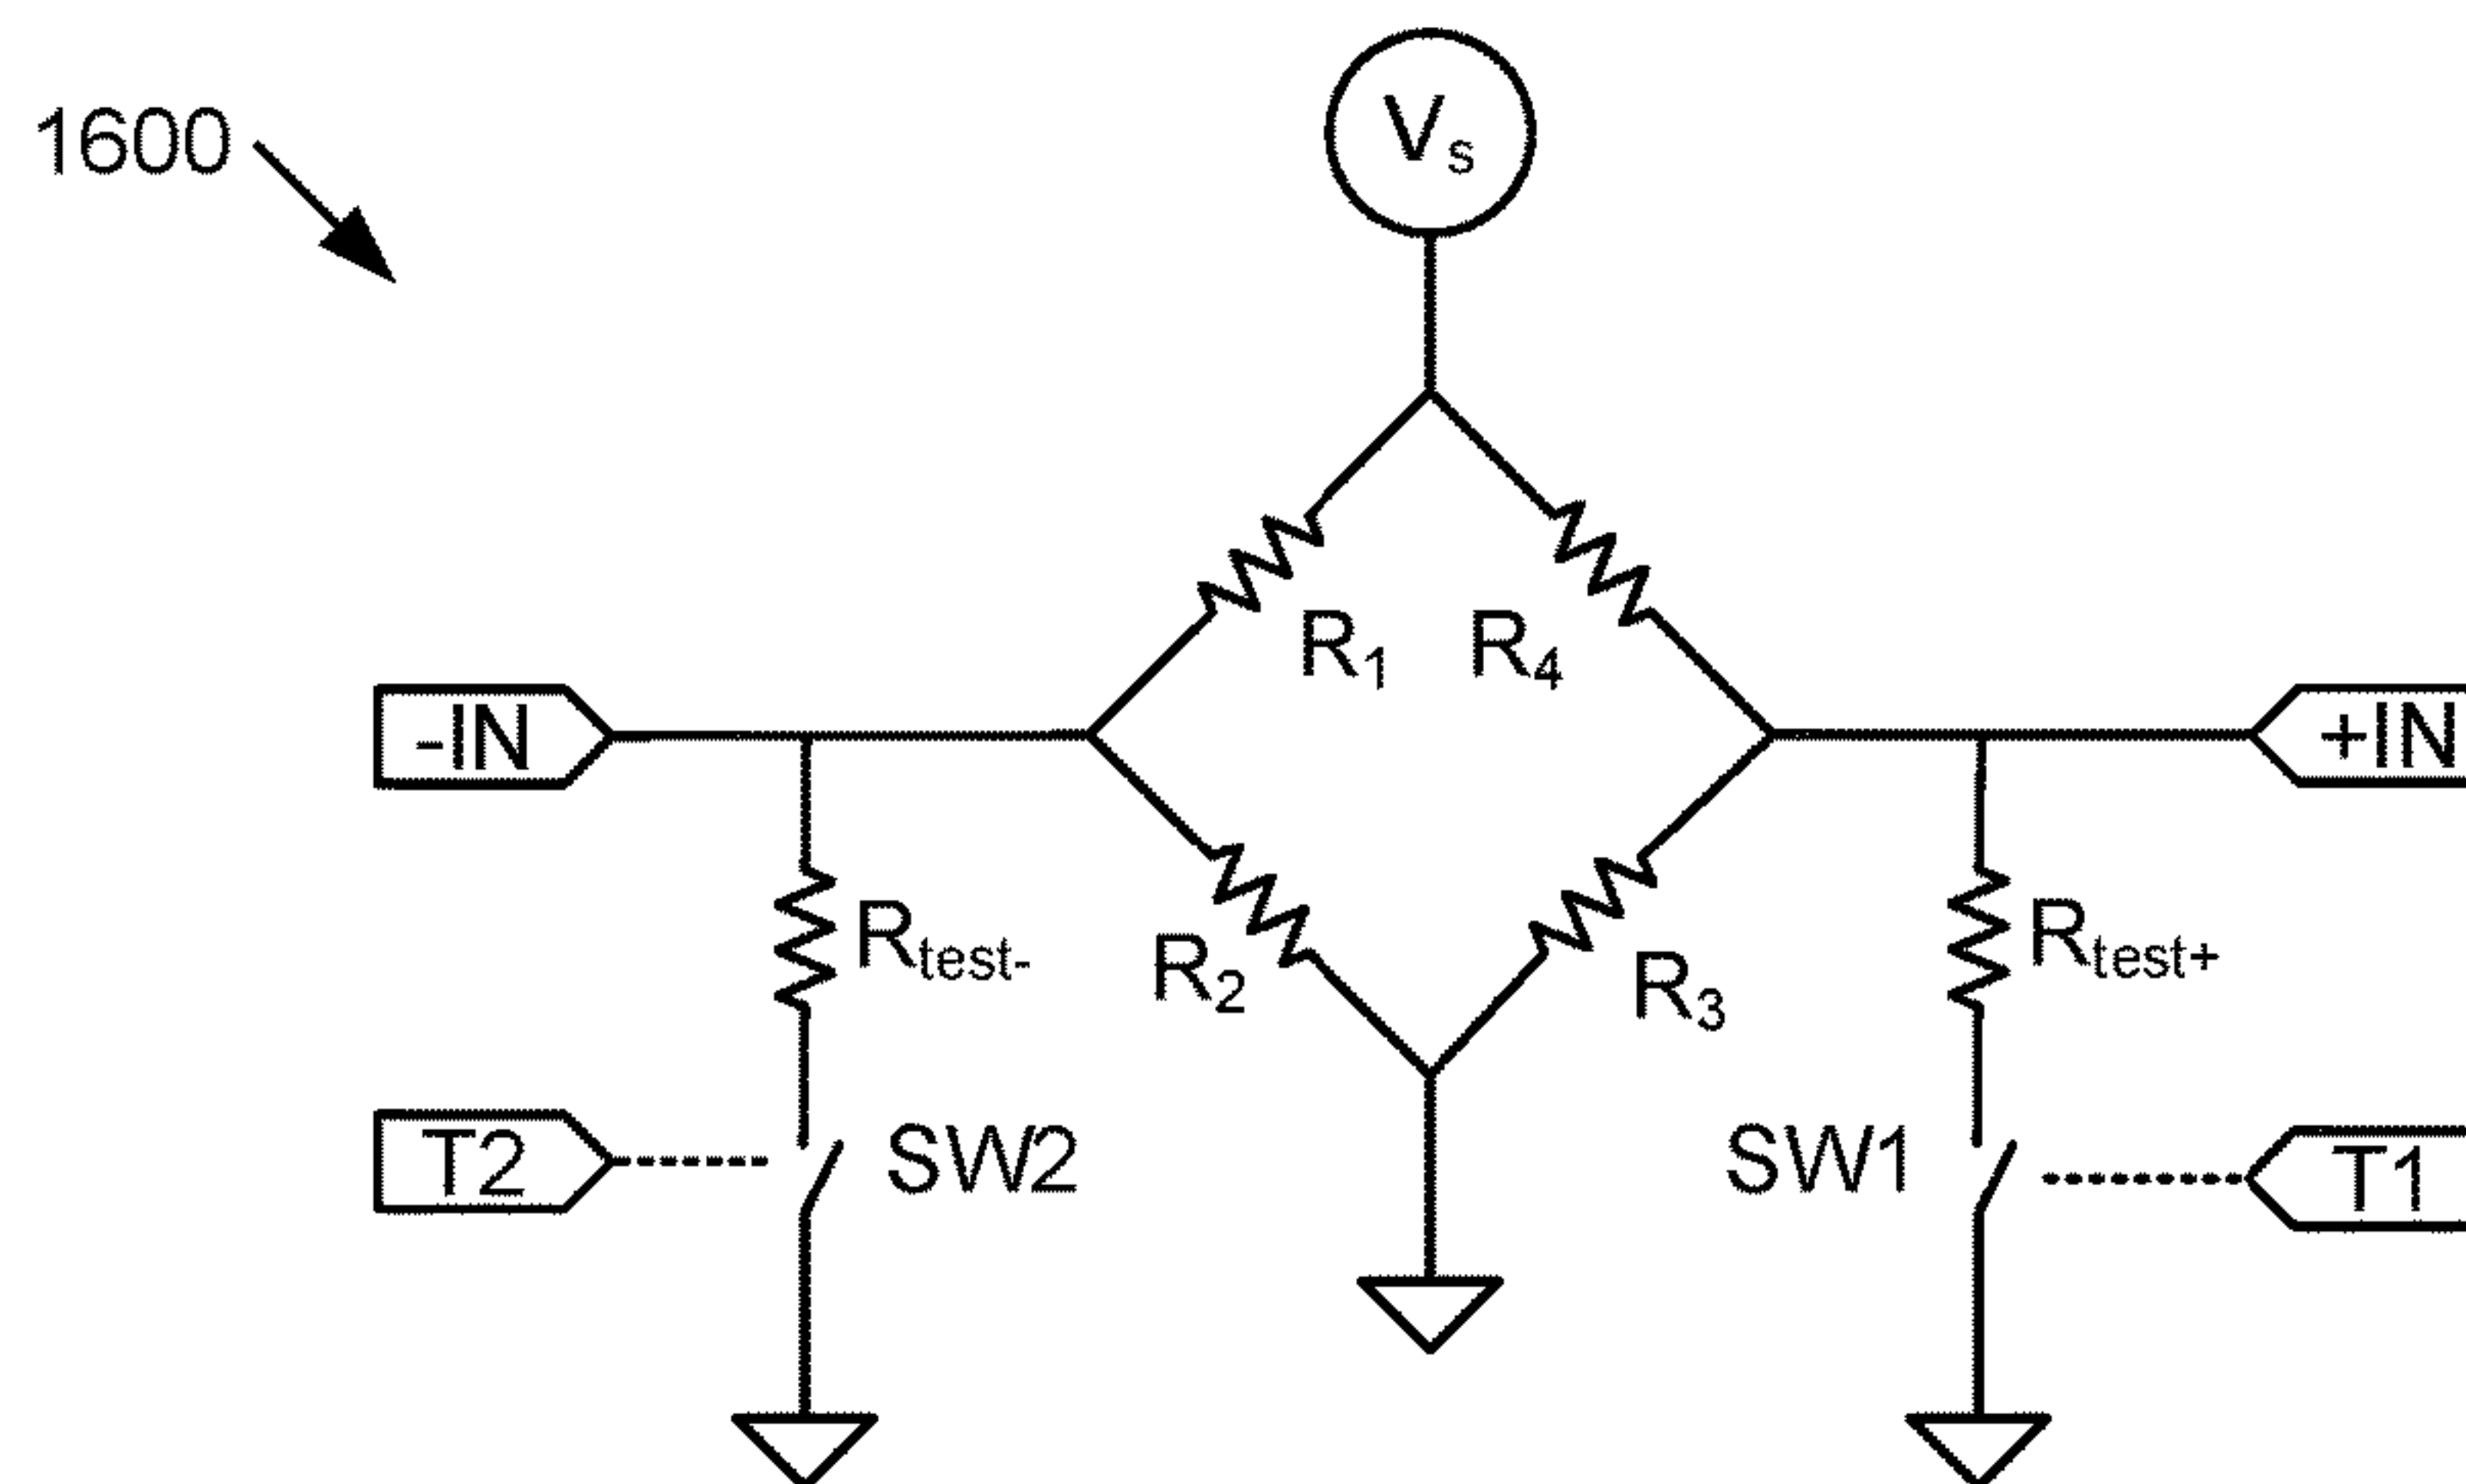 1600
Vs
R1
R4
-IN
+IN
Rtest-
R2
R3
Rtest+
T2
SW2
SW1
T1